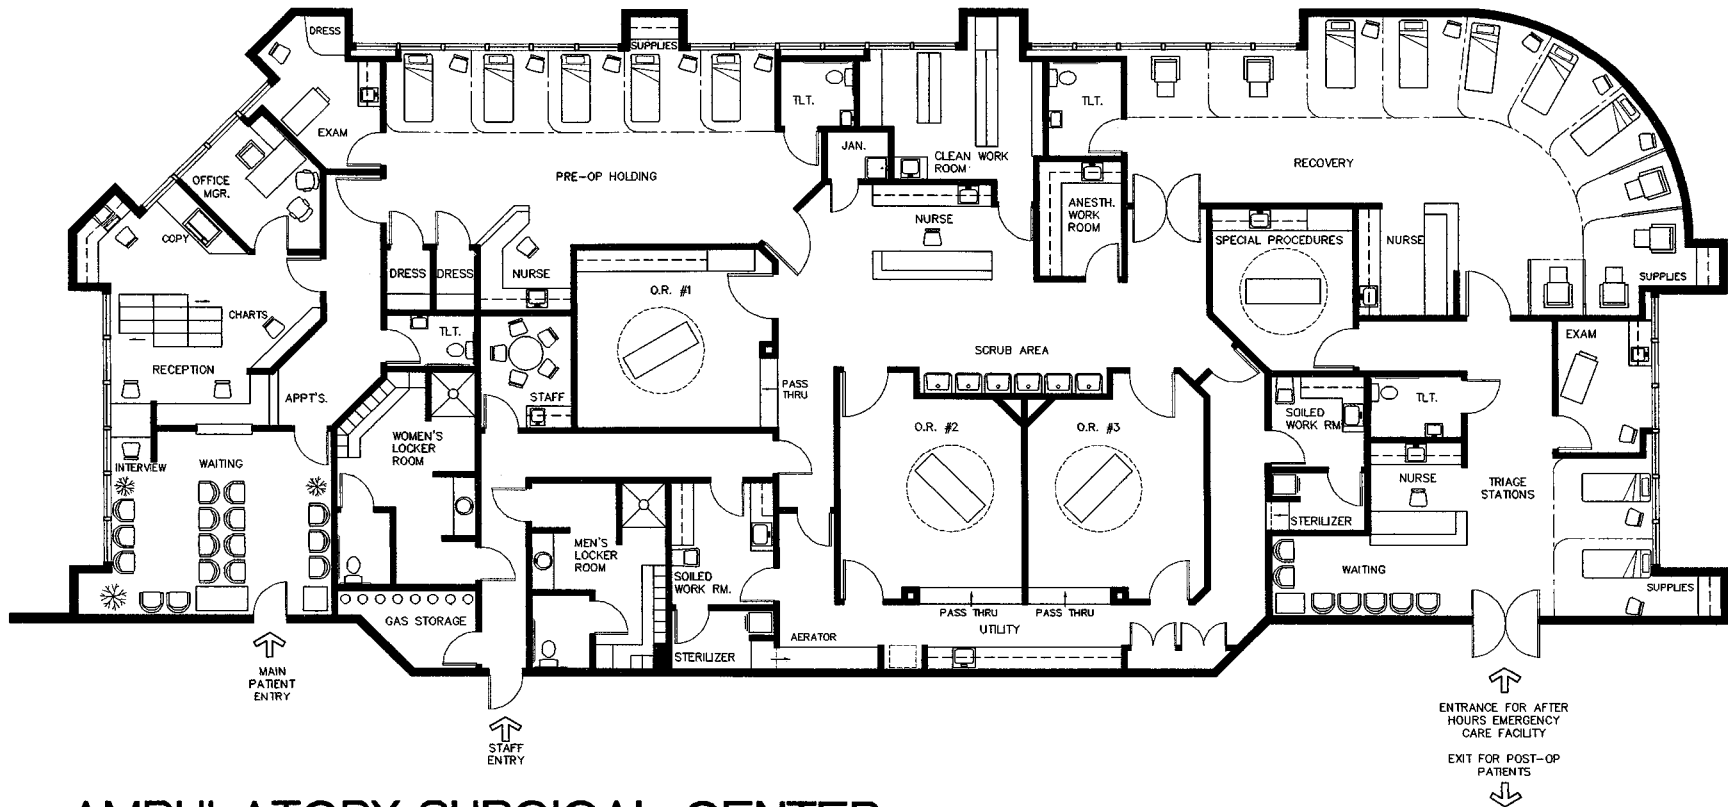 DRESS
SUPPLIES
TLT.
TLT.
EXAM
JAN.
CLEAN WORK
ROOM
RECOVERY
OFFICE
MGR.
PRE-OP HOLDING
ANESTH.
WORK
ROOM
NURSE
COPY
SPECIAL PROCEDURES
NURSE
DRESS
DRESS
NURSE
SUPPLIES
O.R. #1
CHARTS
TLT.
EXAM
SCRUB AREA
RECEPTION
PASS
THRU
APPT'S.
STAFF
TLT.
SOILED
WORK RM.
WOMEN'S
LOCKER
ROOM
O.R. #2
O.R. #3
INTERVIEW
WAITING
NURSE
TRIAGE
STATIONS
STERILIZER
MEN'S
LOCKER
ROOM
SOILED
WORK RM.
WAITING
SUPPLIES
GAS STORAGE
PASS THRU
PASS THRU
UTILITY
AERATOR
STERILIZER
MAIN
PATIENT
ENTRY
STAFF
ENTRY
ENTRANCE FOR AFTER
HOURS EMERGENCY
CARE FACILITY
EXIT FOR POST-OP
PATIENTS
AMBULATORY SURGICAL CENTER